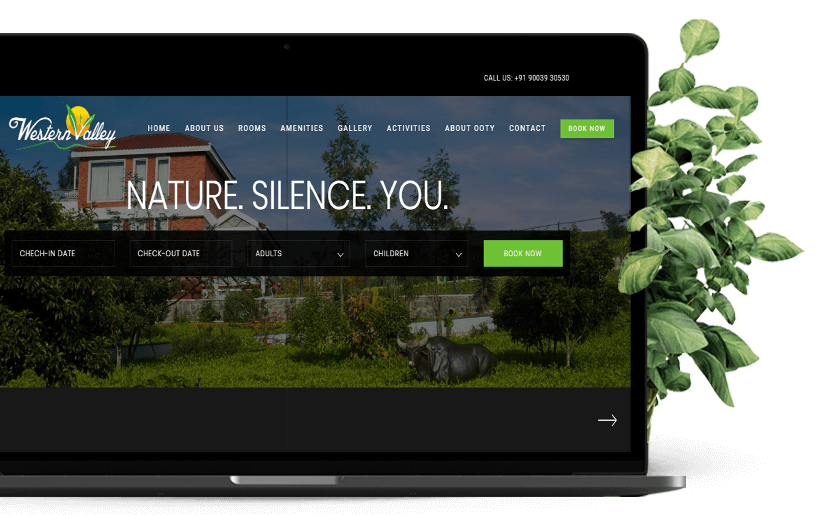 CALL US: +91 90039 30530
Western Valley
HOME ABOUT US ROOMS AMENITIES GALLERY ACTIVITIES ABOUT OOTY CONTACT BOOK NOW
NATURE. SILENCE. YOU.
CHECH-IN DATE CHECK-OUT DATE ADULTS CHILDREN BOOK NOW